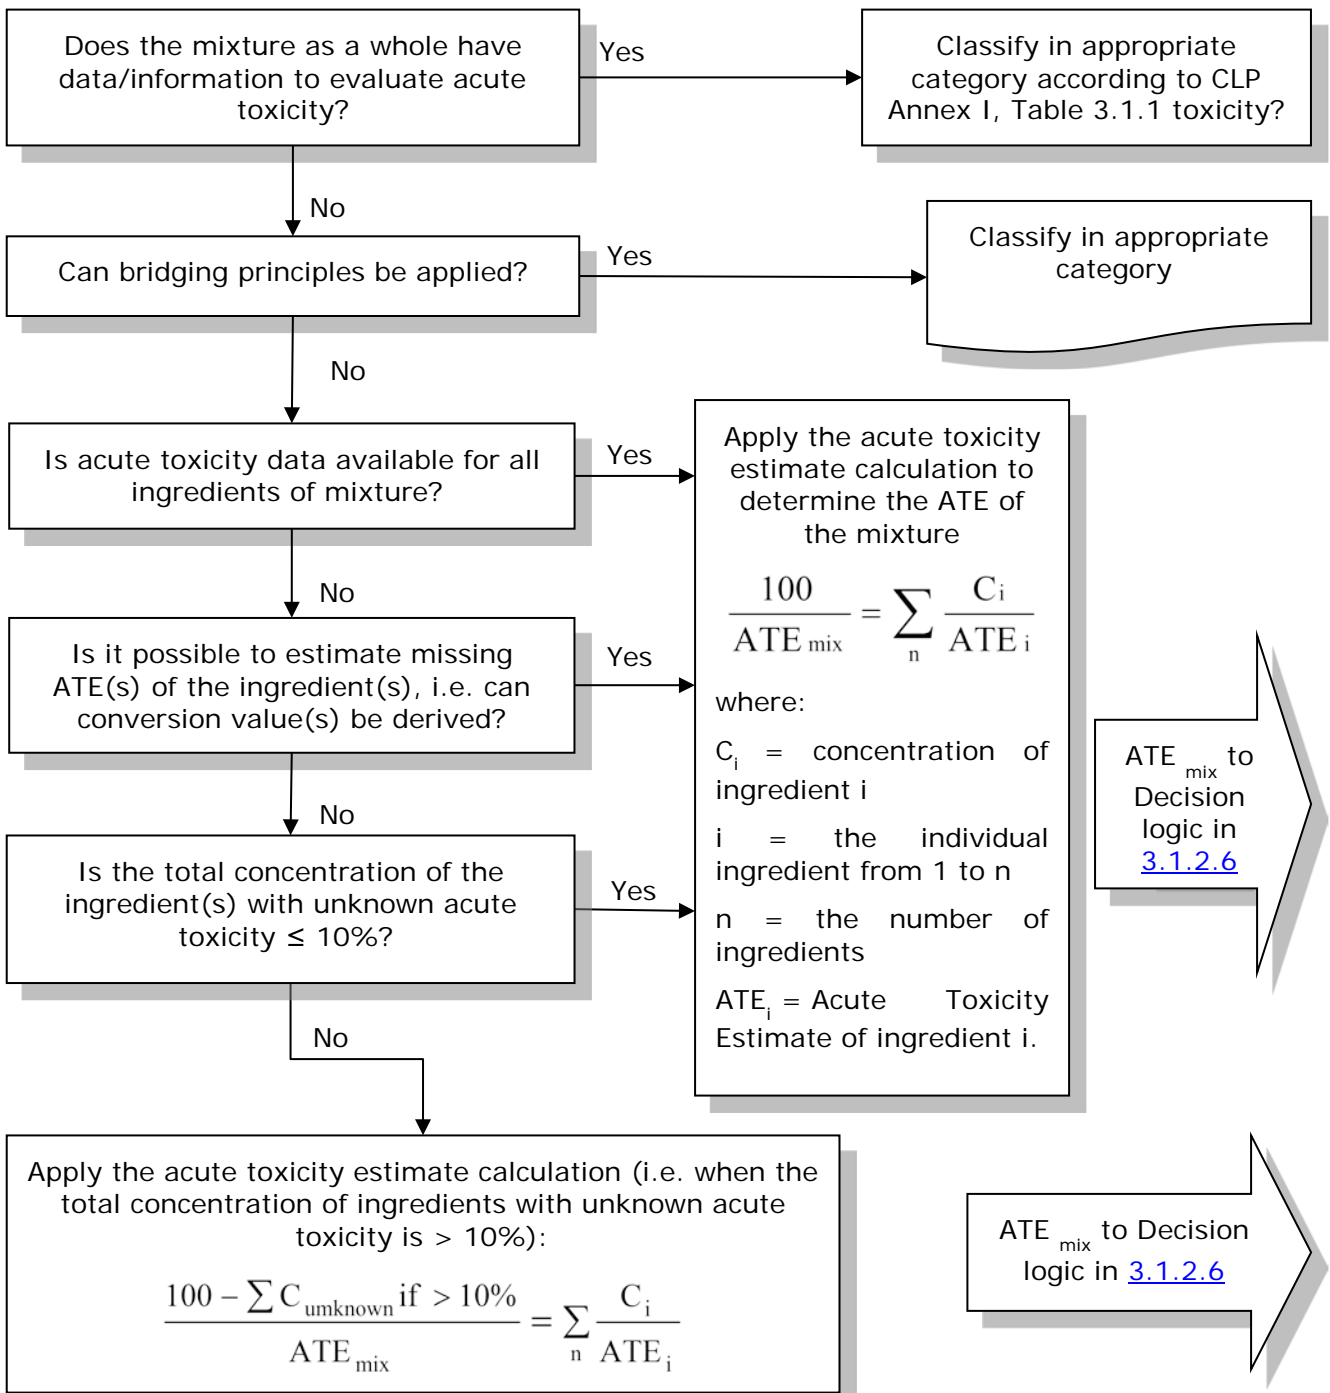 Does the mixture as a whole have
data/information to evaluate acute
toxicity?
Yes
Classify in appropriate
category according to CLP
Annex I, Table 3.1.1 toxicity?
No
Can bridging principles be applied?
Yes
Classify in appropriate
category
No
Is acute toxicity data available for all
ingredients of mixture?
Yes
Apply the acute toxicity
estimate calculation to
determine the ATE of
the mixture
100 / ATE mix = ∑ n C i / ATE i
where:
C i = concentration of
ingredient i
i = the individual
ingredient from 1 to n
n = the number of
ingredients
ATE i = Acute Toxicity
Estimate of ingredient i.
No
Is it possible to estimate missing
ATE(s) of the ingredient(s), i.e. can
conversion value(s) be derived?
Yes
ATE mix to
Decision
logic in
3.1.2.6
No
Is the total concentration of the
ingredient(s) with unknown acute
toxicity ≤ 10%?
Yes
No
Apply the acute toxicity estimate calculation (i.e. when the
total concentration of ingredients with unknown acute
toxicity is > 10%):
100 – ∑ C umknown if > 10% / ATE mix = ∑ n C i / ATE i
ATE mix to Decision
logic in 3.1.2.6